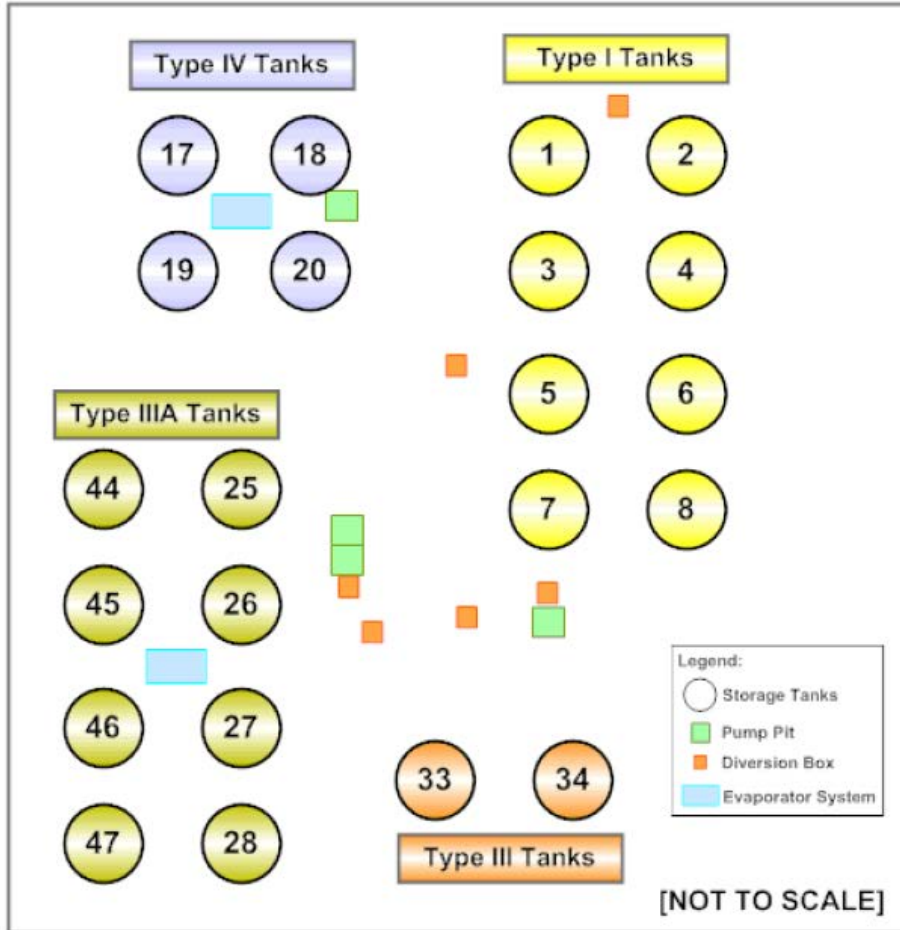 Type IV Tanks
Type I Tanks
17
18
1
2
19
20
3
4
5
6
Type IIIA Tanks
44
25
7
8
45
26
46
27
33
34
47
28
Type III Tanks
Legend:
Storage Tanks
Pump Pit
Diversion Box
Evaporator System
[NOT TO SCALE]